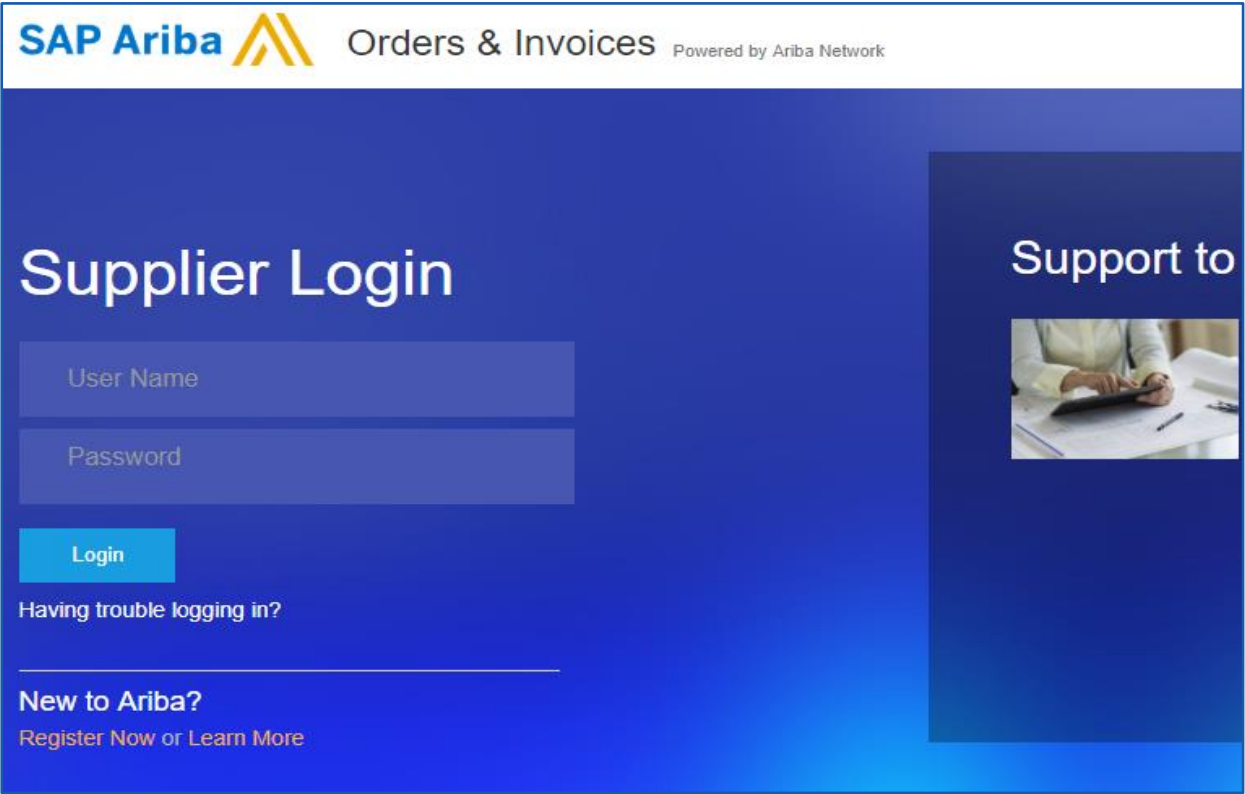 SAP Ariba Orders & Invoices Powered by Ariba Network
Supplier Login
User Name
Password
Login
Having trouble logging in?
New to Ariba?
Register Now or Learn More
Support to